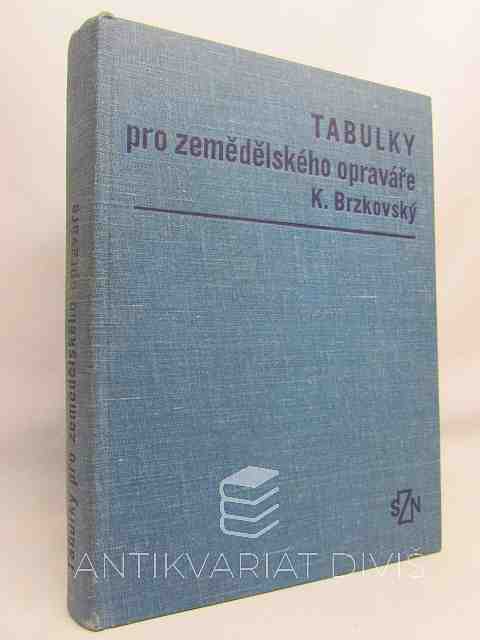 TABULKY
pro zemědělského opraváře
K. Brzkovský
Tabulky pro zemědělského opraváře
SZN
ANTIKVARIÁT DIVIŠ